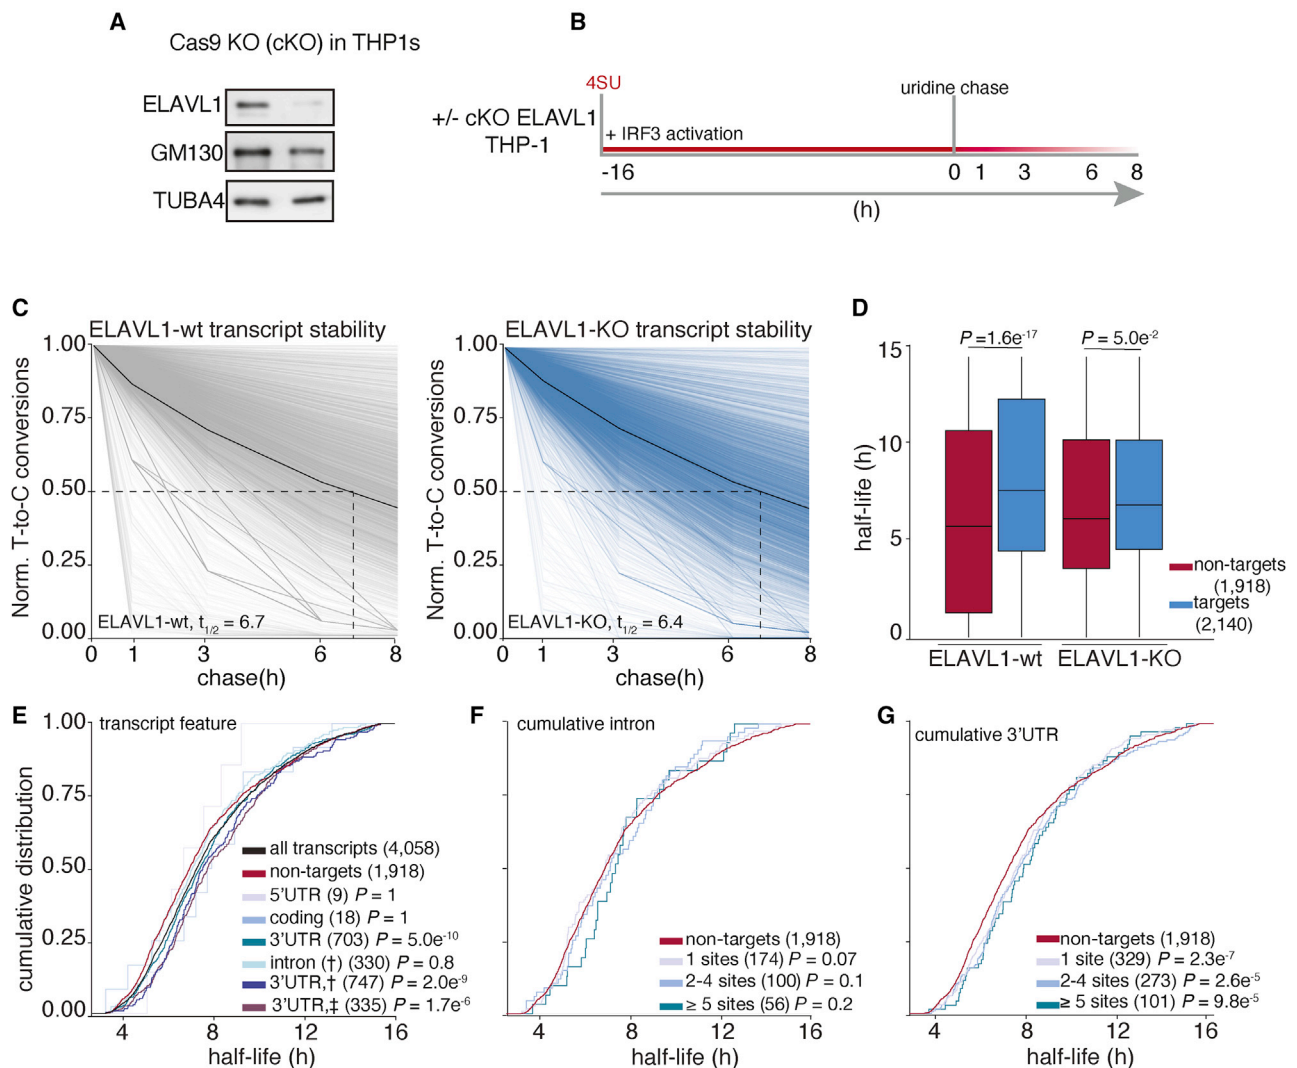 A
Cas9 KO (cKO) in THP1s
ELAVL1
GM130
TUBA4
B
4SU
uridine chase
+/- cKO ELAVL1
THP-1
+ IRF3 activation
-16 0 1 3 6 8
(h)
C
ELAVL1-wt transcript stability
Norm. T-to-C conversions
1.00
0.75
0.50
0.25
0.00
ELAVL1-wt, t1/2 = 6.7
0 1 3 6 8
chase(h)
ELAVL1-KO transcript stability
Norm. T-to-C conversions
1.00
0.75
0.50
0.25
0.00
ELAVL1-KO, t1/2 = 6.4
0 1 3 6 8
chase(h)
D
P =1.6e-17
P = 5.0e-2
half-life (h)
15
10
5
0
non-targets
(1,918)
targets
(2,140)
ELAVL1-wt ELAVL1-KO
E
transcript feature
cumulative distribution
1.00
0.75
0.50
0.25
0.00
all transcripts (4,058)
non-targets (1,918)
5'UTR (9) P = 1
coding (18) P = 1
3'UTR (703) P = 5.0e-10
intron (†) (330) P = 0.8
3'UTR,† (747) P = 2.0e-9
3'UTR,‡ (335) P = 1.7e-6
4 8 12 16
half-life (h)
F
cumulative intron
non-targets (1,918)
1 sites (174) P = 0.07
2-4 sites (100) P = 0.1
≥ 5 sites (56) P = 0.2
4 8 12 16
half-life (h)
G
cumulative 3'UTR
non-targets (1,918)
1 site (329) P = 2.3e-7
2-4 sites (273) P = 2.6e-5
≥ 5 sites (101) P = 9.8e-5
4 8 12 16
half-life (h)